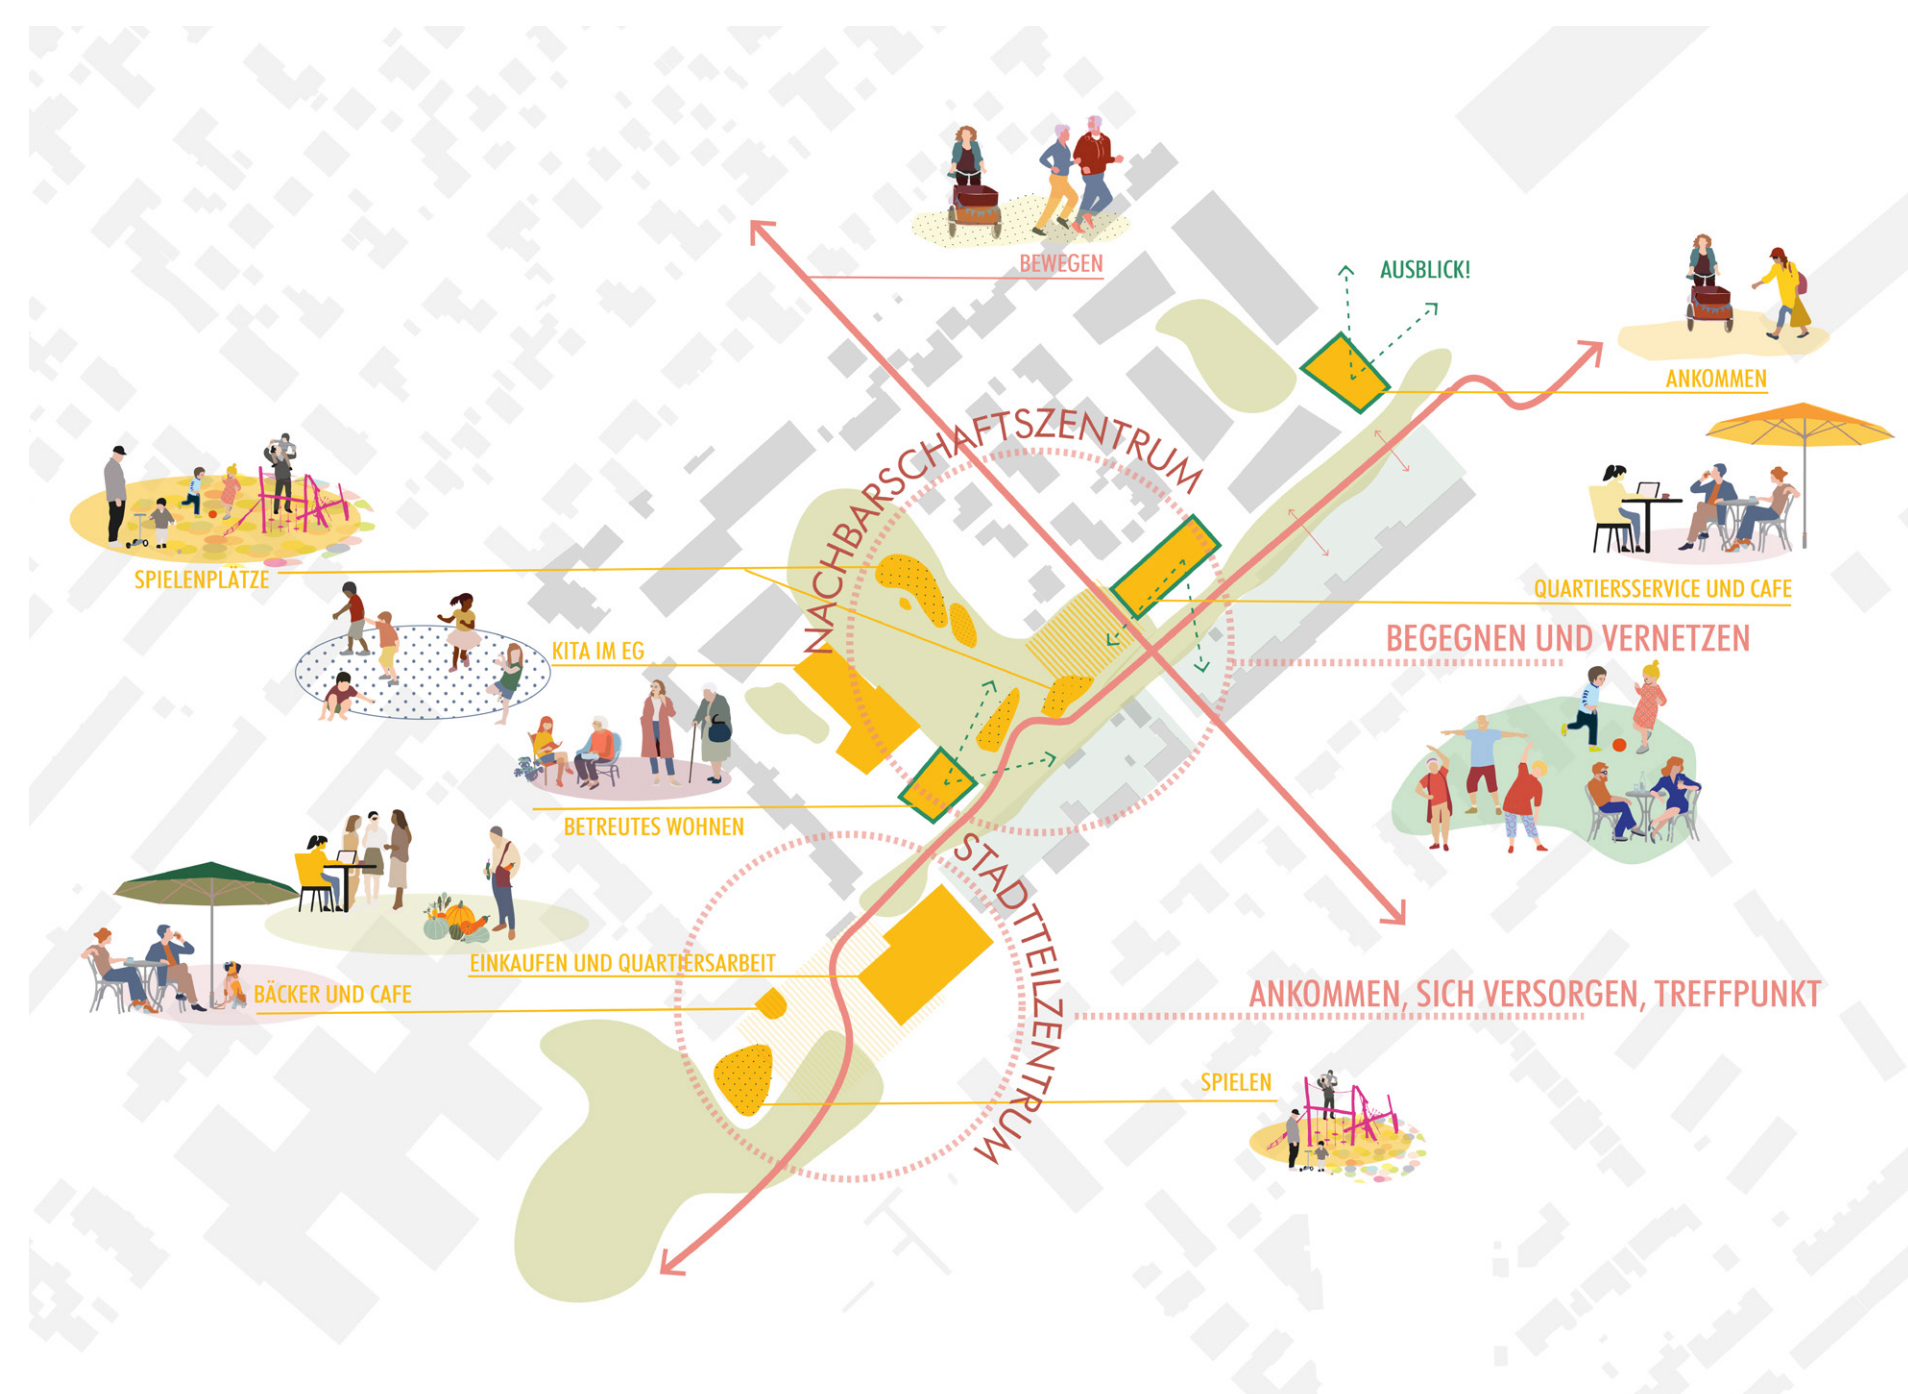 BEWEGEN
AUSBLICK!
ANKOMMEN
NACHBARSCHAFTSZENTRUM
SPIELENPLÄTZE
QUARTIERSSERVICE UND CAFE
BEGEGNEN UND VERNETZEN
KITA IM EG
BETREUTES WOHNEN
STADTTEILZENTRUM
EINKAUFEN UND QUARTIERSARBEIT
BÄCKER UND CAFE
ANKOMMEN, SICH VERSORGEN, TREFFPUNKT
SPIELEN